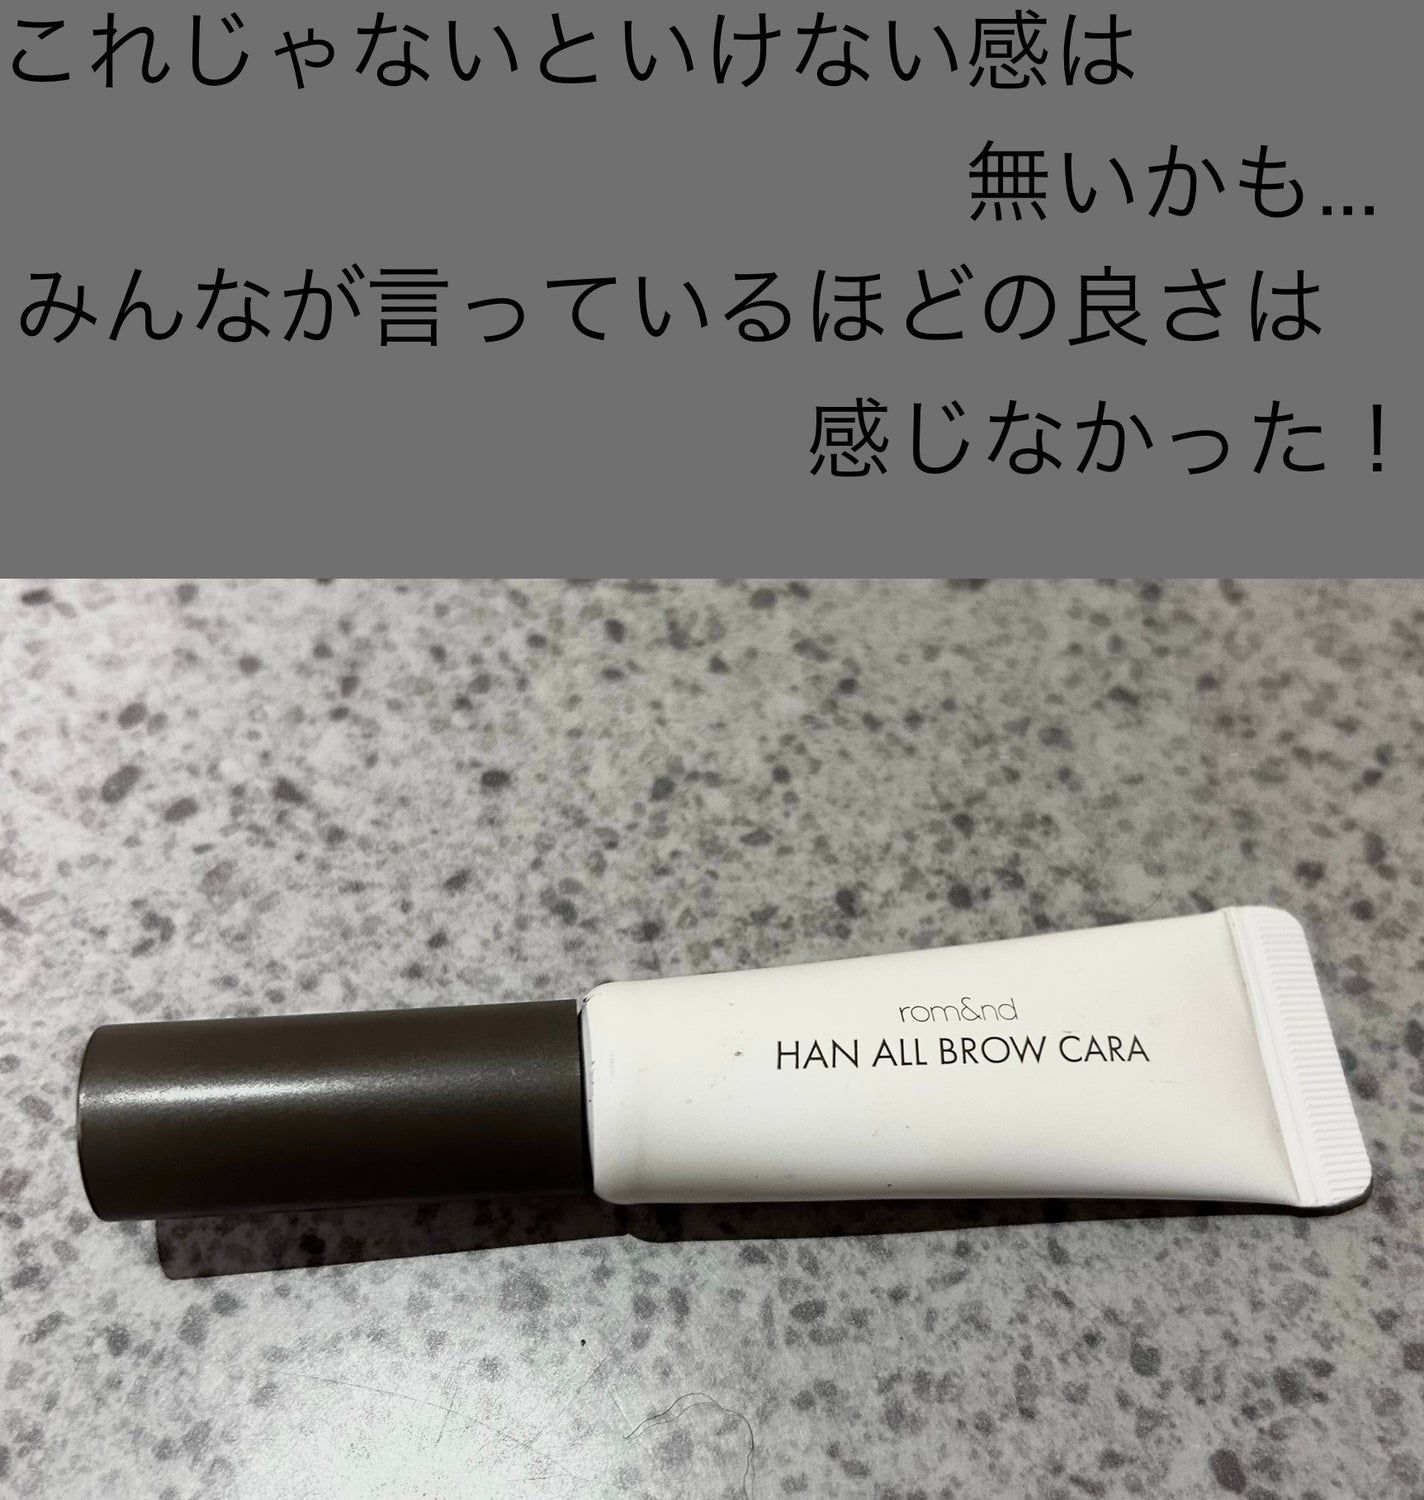 これじゃないといけない感は
無いかも...
みんなが言っているほどの良さは
感じなかった！
rom&nd
HAN ALL BROW CARA